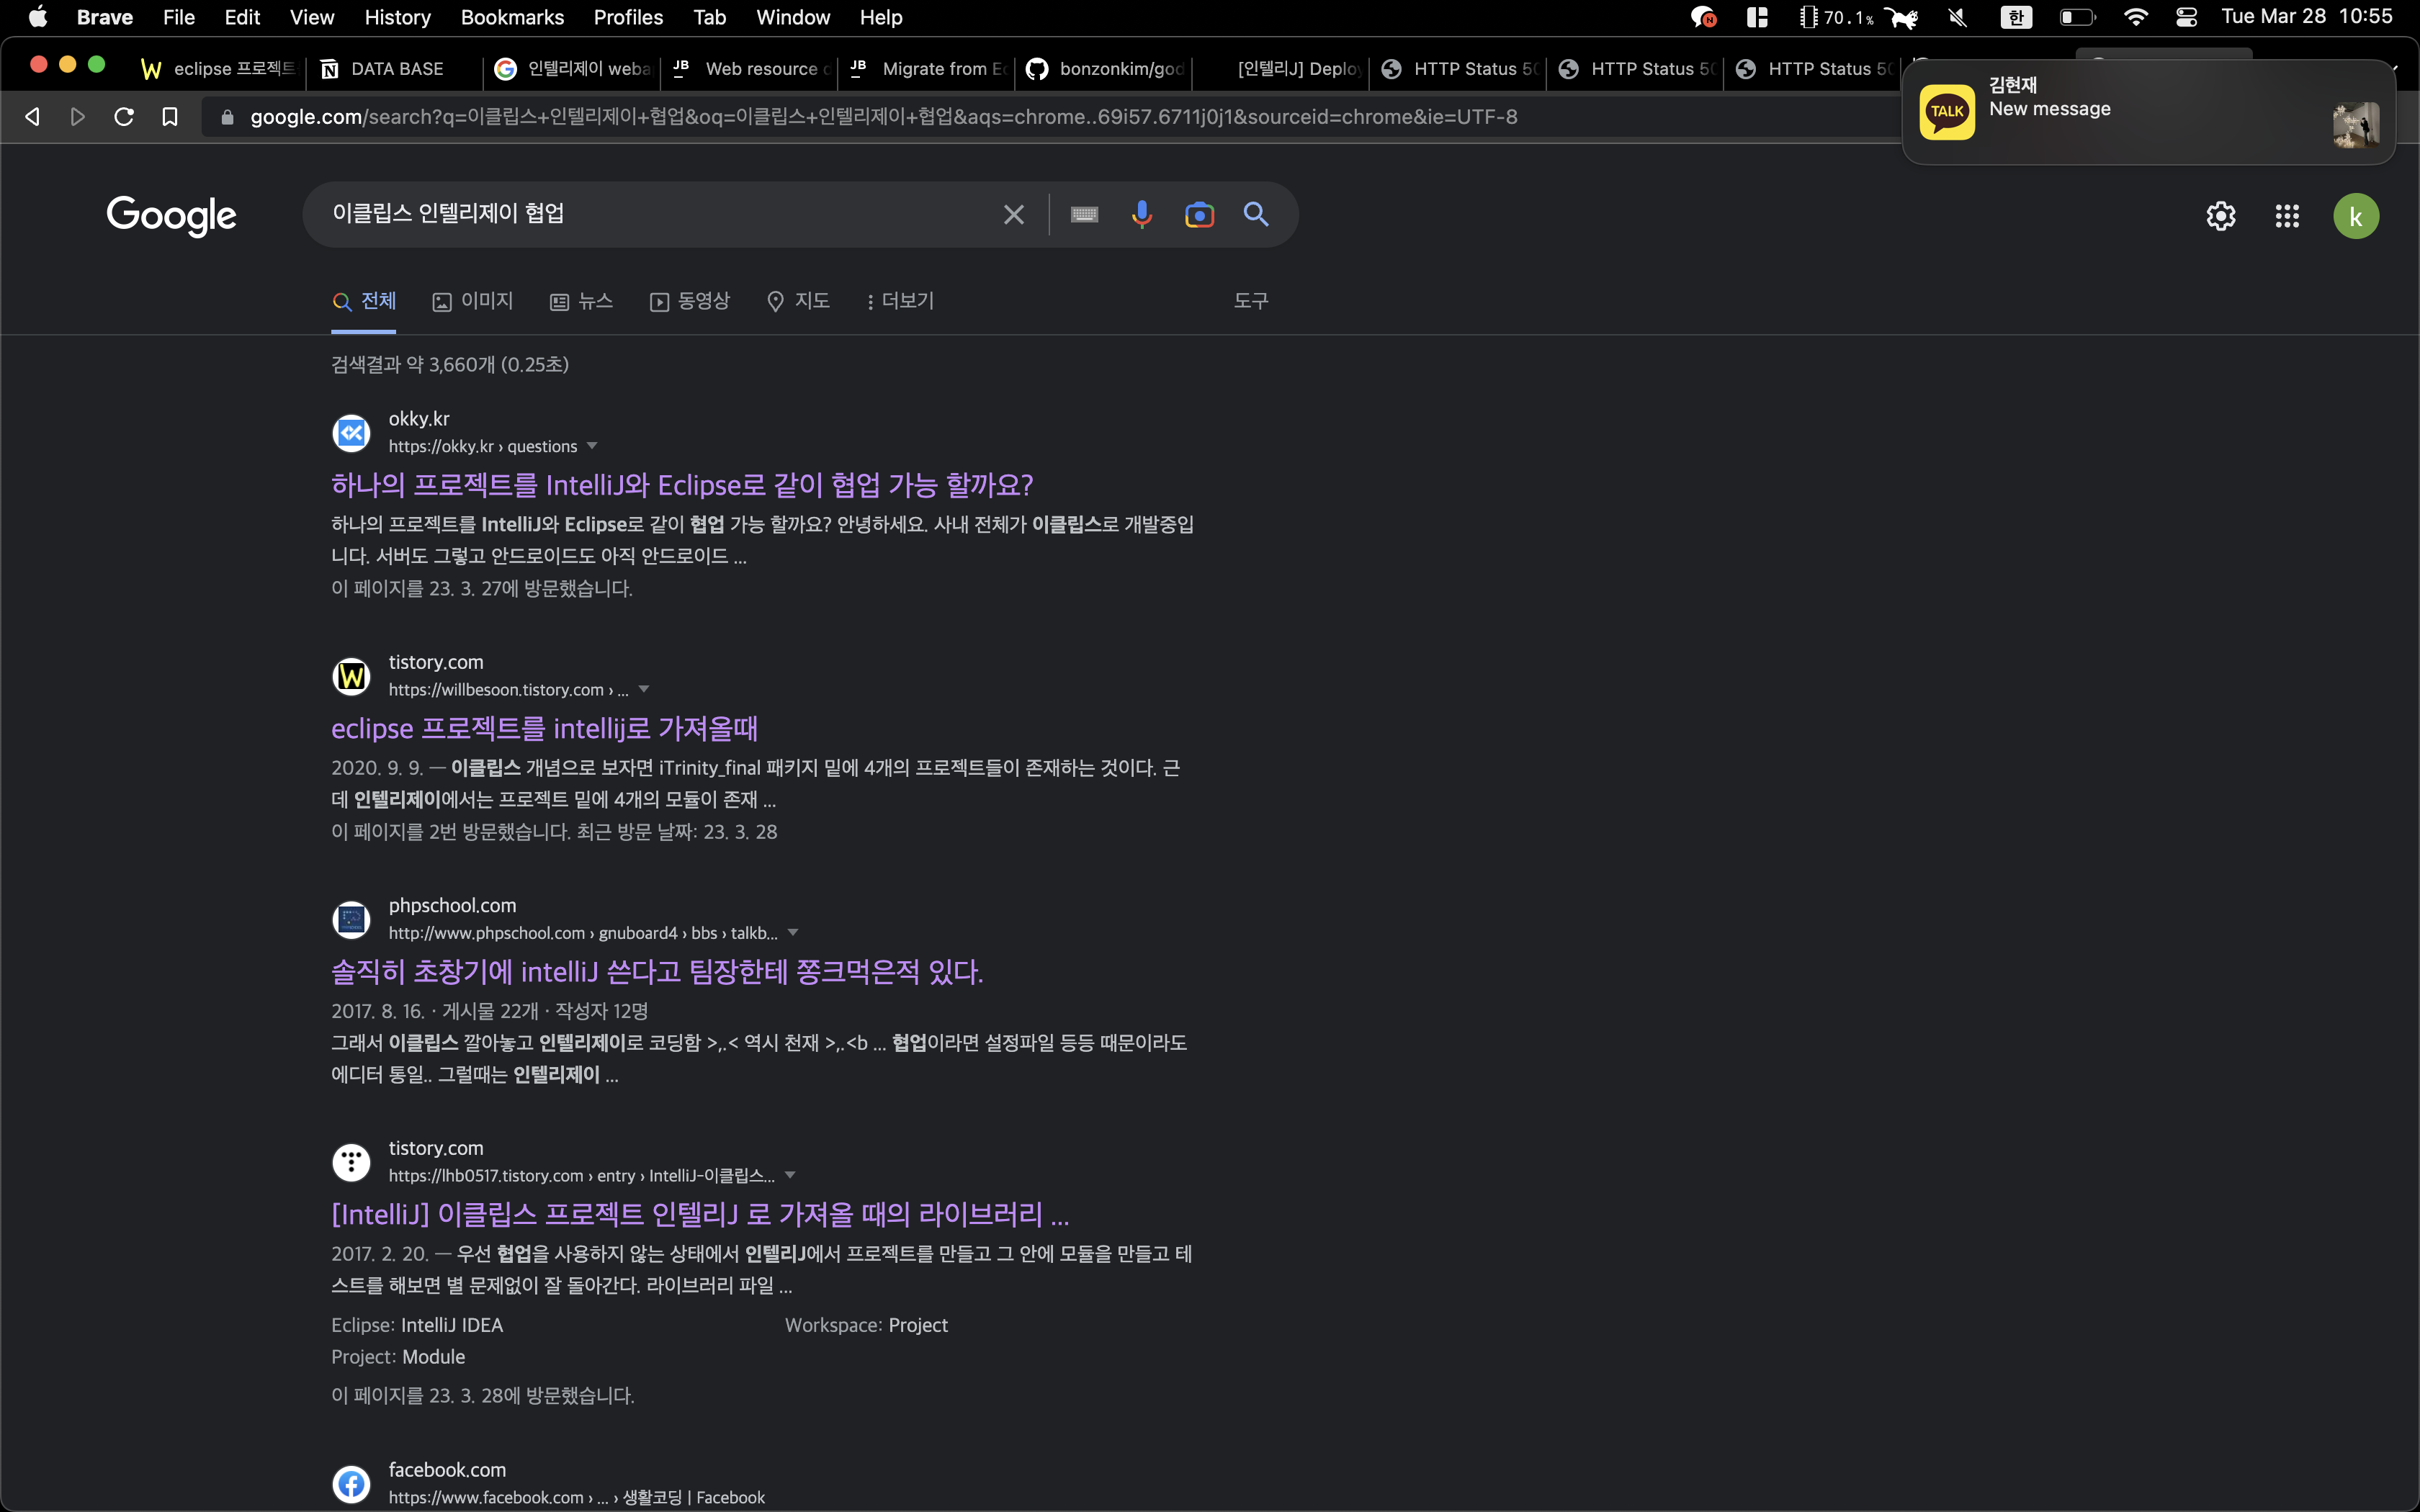 Brave File Edit View History Bookmarks Profiles Tab Window Help 70.1% 한 Tue Mar 28 10:55
eclipse 프로젝트 DATA BASE 인텔리제이 weba Web resource Migrate from Ec bonzonkim/god [인텔리J] Deplo HTTP Status 50 HTTP Status 50 HTTP Status 50
김현재
TALK
New message
google.com/search?q=이클립스+인텔리제이+협업&oq=이클립스+인텔리제이+협업&aqs=chrome..69i57.6711j0j1&sourceid=chrome&ie=UTF-8
Google
이클립스 인텔리제이 협업
k
전체 이미지 뉴스 동영상 지도 더보기 도구
검색결과 약 3,660개 (0.25초)
okky.kr
https://okky.kr › questions
하나의 프로젝트를 IntelliJ와 Eclipse로 같이 협업 가능 할까요?
하나의 프로젝트를 IntelliJ와 Eclipse로 같이 협업 가능 할까요? 안녕하세요. 사내 전체가 이클립스로 개발중입
니다. 서버도 그렇고 안드로이드도 아직 안드로이드 ...
이 페이지를 23. 3. 27에 방문했습니다.
tistory.com
https://willbesoon.tistory.com › ...
eclipse 프로젝트를 intellij로 가져올때
2020. 9. 9. — 이클립스 개념으로 보자면 iTrinity_final 패키지 밑에 4개의 프로젝트들이 존재하는 것이다. 근
데 인텔리제이에서는 프로젝트 밑에 4개의 모듈이 존재 ...
이 페이지를 2번 방문했습니다. 최근 방문 날짜: 23. 3. 28
phpschool.com
http://www.phpschool.com › gnuboard4 › bbs › talkb...
솔직히 초창기에 intelliJ 쓴다고 팀장한테 쫑크먹은적 있다.
2017. 8. 16. · 게시물 22개 · 작성자 12명
그래서 이클립스 깔아놓고 인텔리제이로 코딩함 >,.< 역시 천재 >,.<b ... 협업이라면 설정파일 등등 때문이라도
에디터 통일.. 그럴때는 인텔리제이 ...
tistory.com
https://lhb0517.tistory.com › entry › IntelliJ-이클립스...
[IntelliJ] 이클립스 프로젝트 인텔리J 로 가져올 때의 라이브러리 ...
2017. 2. 20. — 우선 협업을 사용하지 않는 상태에서 인텔리J에서 프로젝트를 만들고 그 안에 모듈을 만들고 테
스트를 해보면 별 문제없이 잘 돌아간다. 라이브러리 파일 ...
Eclipse: IntelliJ IDEA Workspace: Project
Project: Module
이 페이지를 23. 3. 28에 방문했습니다.
facebook.com
https://www.facebook.com › ... › 생활코딩 | Facebook